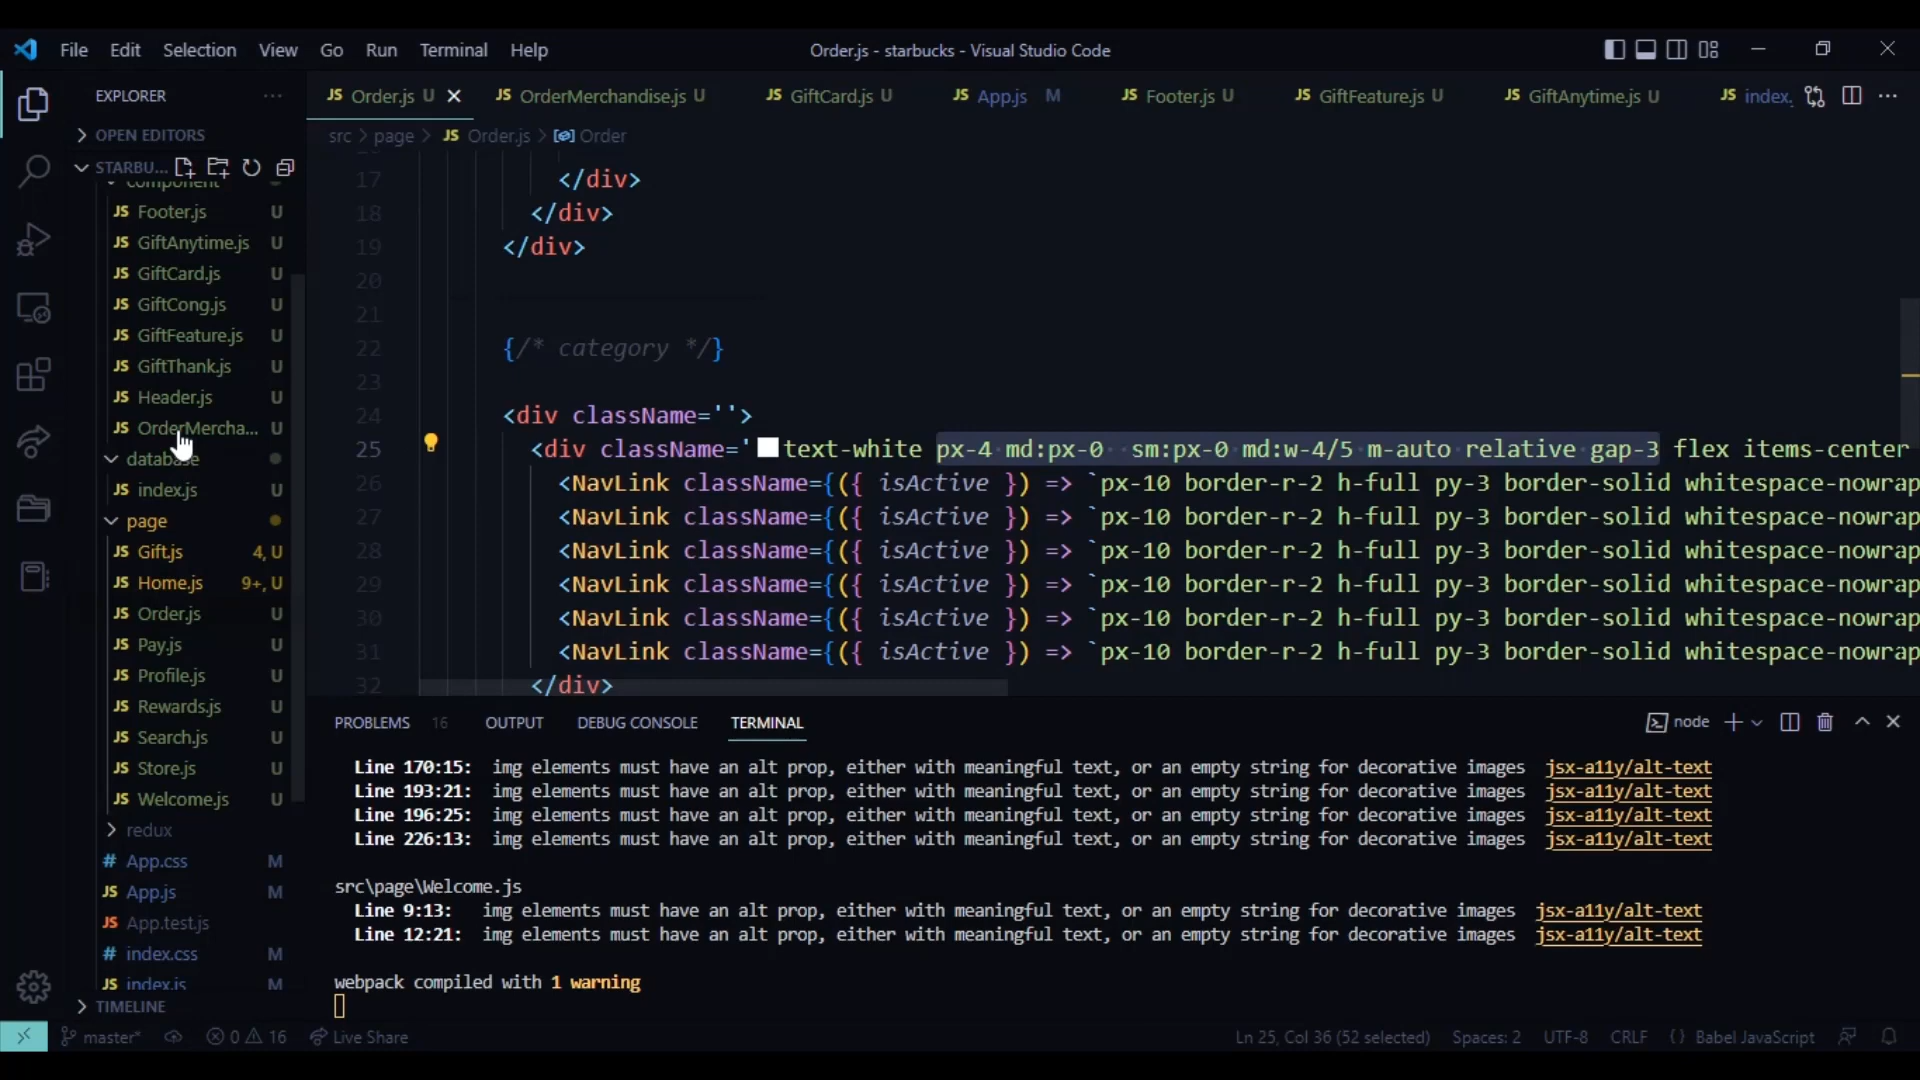 File Edit Selection View Go Run Terminal Help
Order.js - starbucks - Visual Studio Code
EXPLORER
OPEN EDITORS
STARBU...
component
JS Footer.js U
JS GiftAnytime.js U
JS GiftCard.js U
JS GiftCong.js U
JS GiftFeature.js U
JS GiftThank.js U
JS Header.js U
JS OrderMercha... U
database
JS index.js U
page
JS Gift.js 4, U
JS Home.js 9+, U
JS Order.js U
JS Pay.js U
JS Profile.js U
JS Rewards.js U
JS Search.js U
JS Store.js U
JS Welcome.js U
redux
# App.css M
JS App.js M
JS App.test.js
# index.css M
JS index.js M
TIMELINE
JS Order.js U JS OrderMerchandise.js U JS GiftCard.js U JS App.js M JS Footer.js U JS GiftFeature.js U JS GiftAnytime.js U JS index.
src > page > JS Order.js > Order
17 </div>
18 </div>
19 </div>
20
21
22 {/* category */}
23
24 <div className=''>
25 <div className='text-white px-4 md:px-0  sm:px-0 md:w-4/5 m-auto relative gap-3 flex items-center
26 <NavLink className={({ isActive }) => `px-10 border-r-2 h-full py-3 border-solid whitespace-nowrap
27 <NavLink className={({ isActive }) => `px-10 border-r-2 h-full py-3 border-solid whitespace-nowrap
28 <NavLink className={({ isActive }) => `px-10 border-r-2 h-full py-3 border-solid whitespace-nowrap
29 <NavLink className={({ isActive }) => `px-10 border-r-2 h-full py-3 border-solid whitespace-nowrap
30 <NavLink className={({ isActive }) => `px-10 border-r-2 h-full py-3 border-solid whitespace-nowrap
31 <NavLink className={({ isActive }) => `px-10 border-r-2 h-full py-3 border-solid whitespace-nowrap
32 </div>
PROBLEMS 16 OUTPUT DEBUG CONSOLE TERMINAL
node
Line 170:15: img elements must have an alt prop, either with meaningful text, or an empty string for decorative images jsx-a11y/alt-text
Line 193:21: img elements must have an alt prop, either with meaningful text, or an empty string for decorative images jsx-a11y/alt-text
Line 196:25: img elements must have an alt prop, either with meaningful text, or an empty string for decorative images jsx-a11y/alt-text
Line 226:13: img elements must have an alt prop, either with meaningful text, or an empty string for decorative images jsx-a11y/alt-text
src\page\Welcome.js
Line 9:13: img elements must have an alt prop, either with meaningful text, or an empty string for decorative images jsx-a11y/alt-text
Line 12:21: img elements must have an alt prop, either with meaningful text, or an empty string for decorative images jsx-a11y/alt-text
webpack compiled with 1 warning
master* 0 16 Live Share
Ln 25, Col 36 (52 selected) Spaces: 2 UTF-8 CRLF {} Babel JavaScript